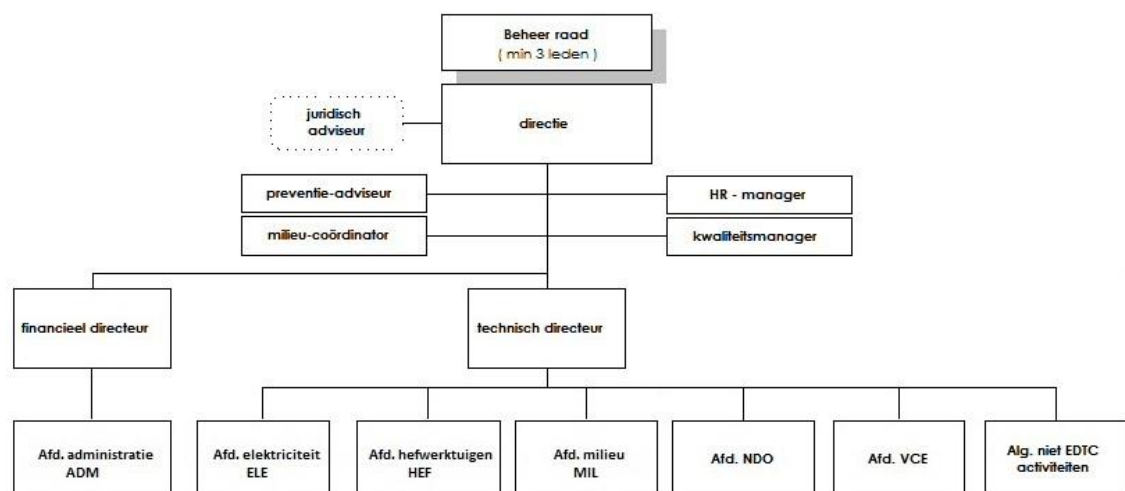 Beheer raad
( min 3 leden )
juridisch
adviseur
directie
preventie-adviseur
HR - manager
milieu-coördinator
kwaliteitsmanager
financieel directeur
technisch directeur
Afd. administratie
ADM
Afd. elektriciteit
ELE
Afd. hefwerktuigen
HEF
Afd. milieu
MIL
Afd. NDO
Afd. VCE
Alg. niet EDTC
activiteiten